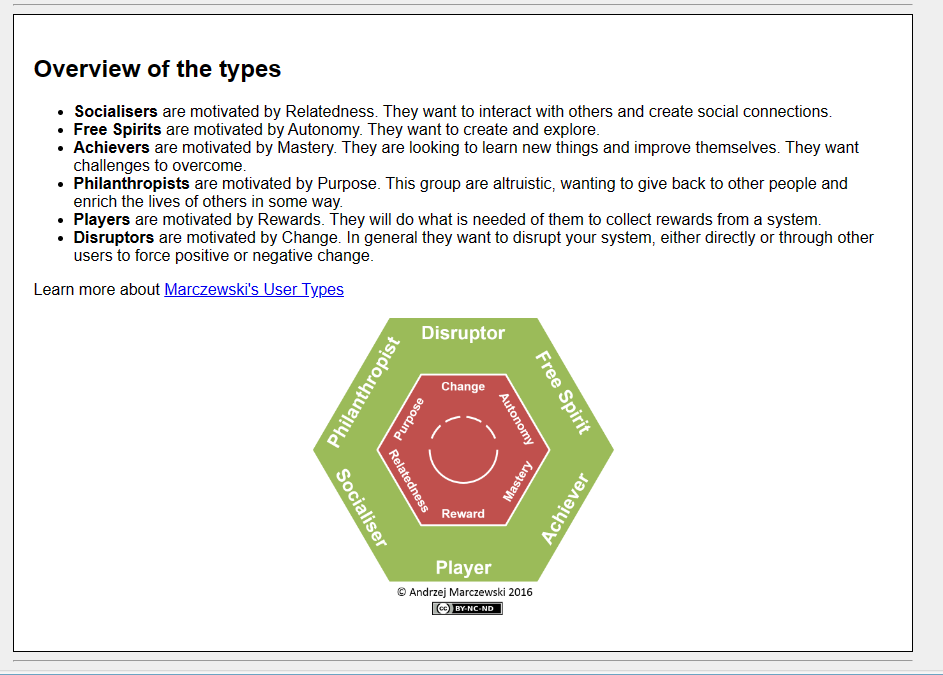 Overview of the types
• Socialisers are motivated by Relatedness. They want to interact with others and create social connections.
• Free Spirits are motivated by Autonomy. They want to create and explore.
• Achievers are motivated by Mastery. They are looking to learn new things and improve themselves. They want
challenges to overcome.
• Philanthropists are motivated by Purpose. This group are altruistic, wanting to give back to other people and
enrich the lives of others in some way.
• Players are motivated by Rewards. They will do what is needed of them to collect rewards from a system.
• Disruptors are motivated by Change. In general they want to disrupt your system, either directly or through other
users to force positive or negative change.
Learn more about Marczewski's User Types
Disruptor
Philanthropist
Free Spirit
Change
Purpose
Autonomy
Relatedness
Mastery
Reward
Socialiser
Achiever
Player
© Andrzej Marczewski 2016
cc BY-NC-ND